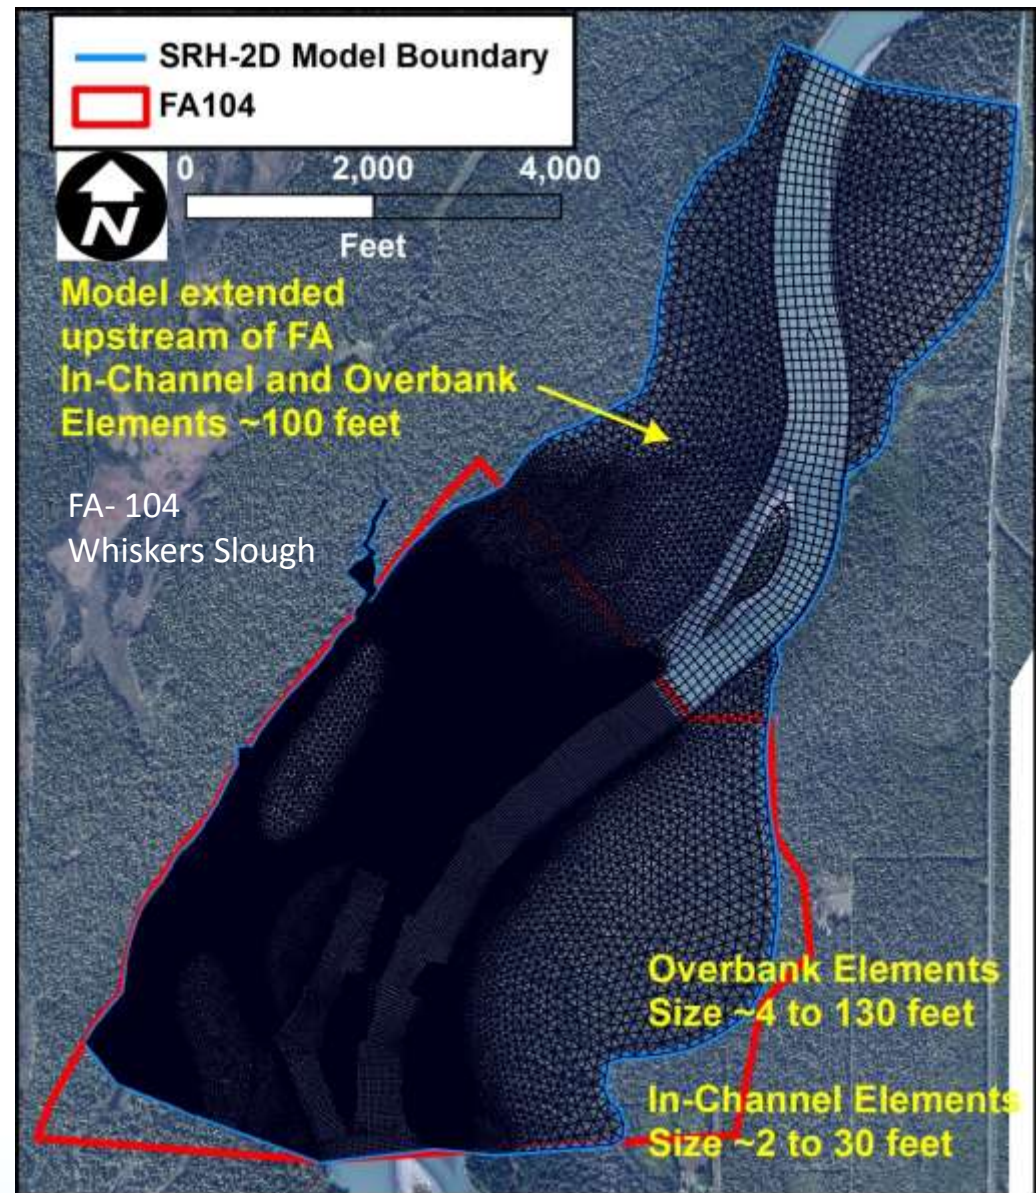 SRH-2D Model Boundary
FA104
0 2,000 4,000
Feet
N
Model extended
upstream of FA
In-Channel and Overbank
Elements ~100 feet
FA- 104
Whiskers Slough
Overbank Elements
Size ~4 to 130 feet
In-Channel Elements
Size ~2 to 30 feet